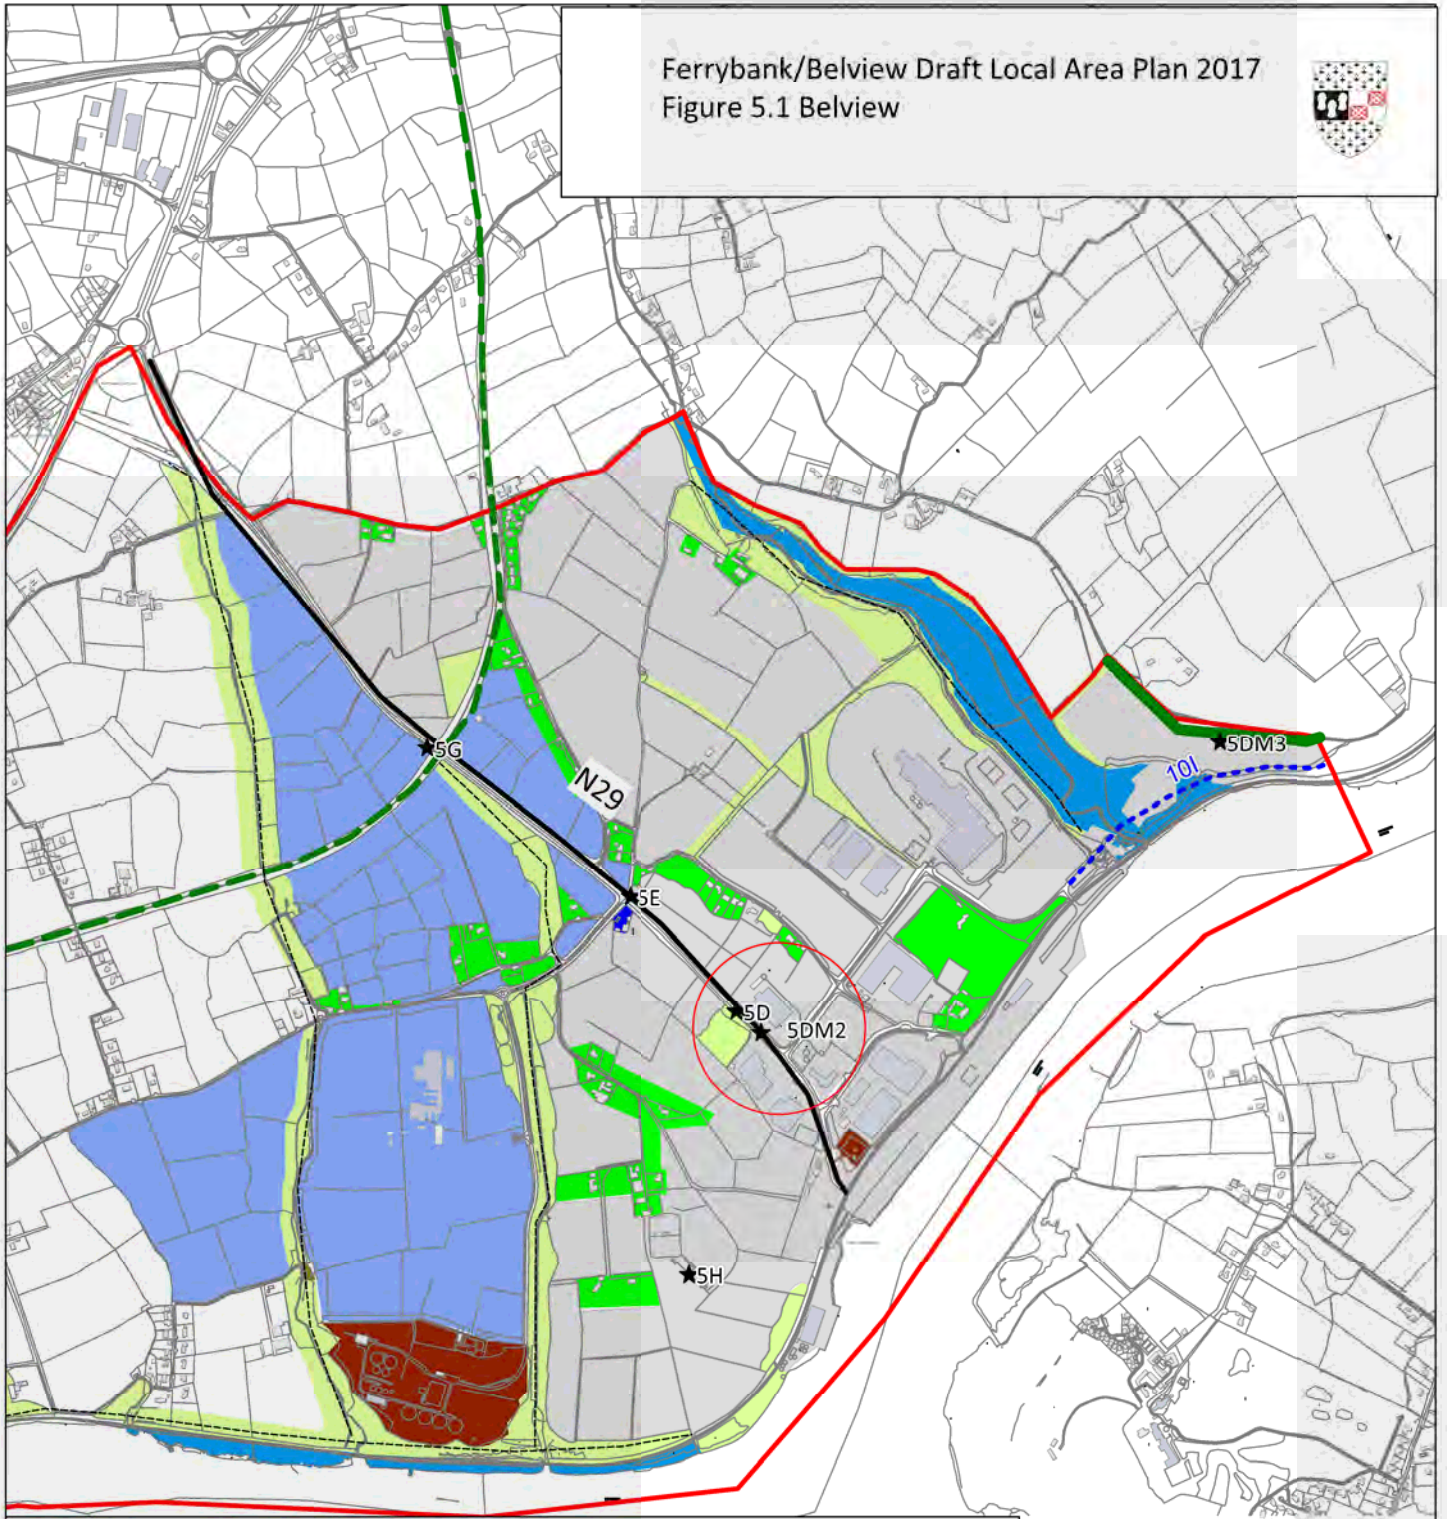 Ferrybank/Belview Draft Local Area Plan 2017
Figure 5.1 Belview
5G
5DM3
10I
N29
5E
5D
5DM2
5H